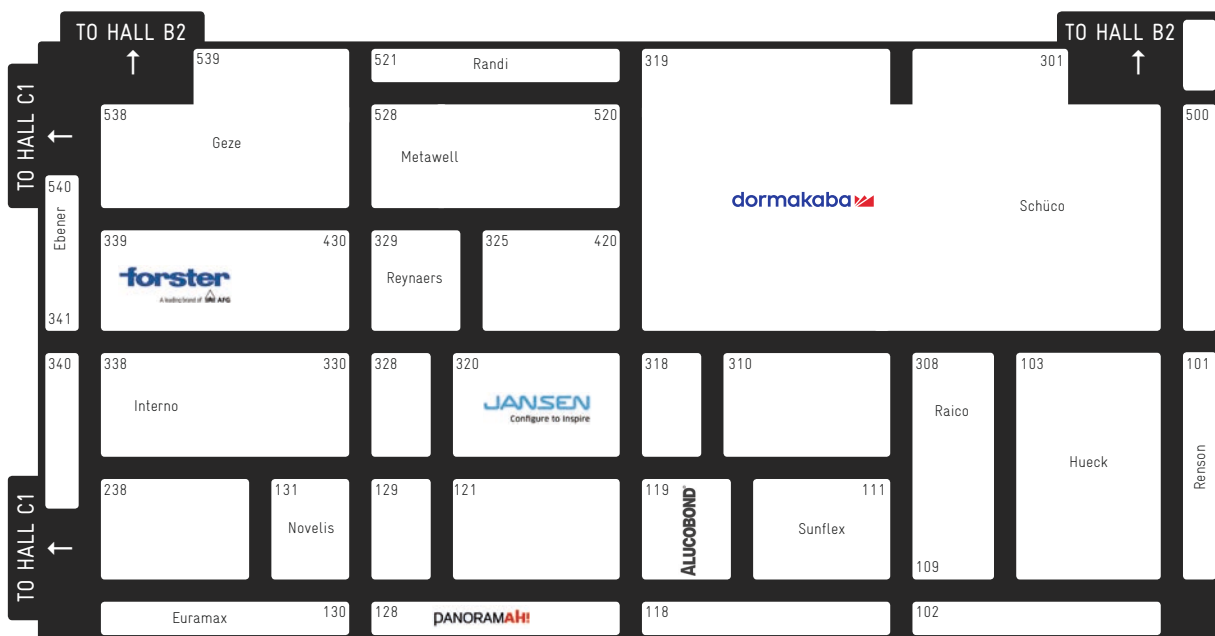 TO HALL B2
TO HALL B2
TO HALL C1
539
521
Randi
319
301
538
Geze
528
520
Metawell
500
dormakaba
Schüco
540
Ebener
341
339
430
forster
A leading brand of AFG
329
Reynaers
325
420
340
338
330
Interno
328
320
JANSEN
Configure to Inspire
318
310
308
Raico
109
103
Hueck
101
Renson
TO HALL C1
238
131
Novelis
129
121
119
ALUCOBOND®
111
Sunflex
Euramax
130
128
PANORAMAH!
118
102